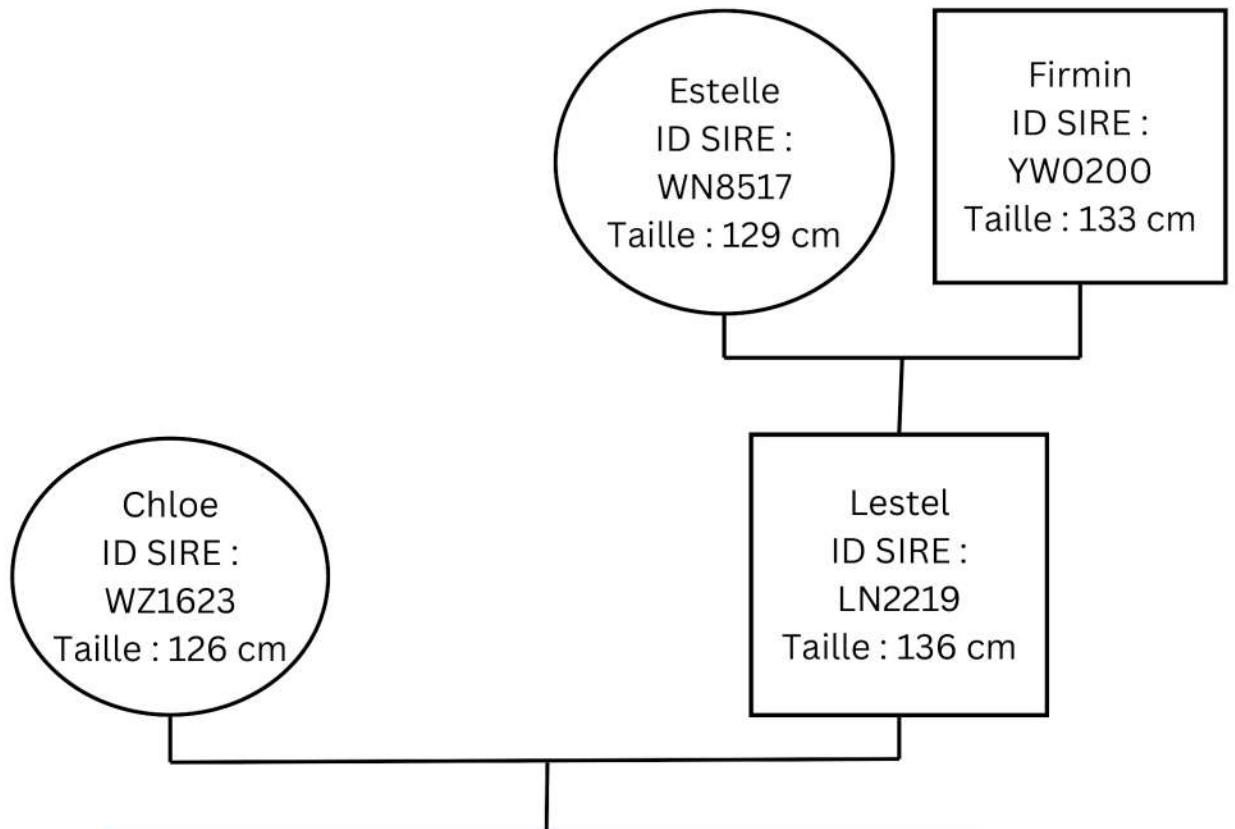 Estelle
ID SIRE :
WN8517
Taille : 129 cm
Firmin
ID SIRE :
YW0200
Taille : 133 cm
Chloe
ID SIRE :
WZ1623
Taille : 126 cm
Lestel
ID SIRE :
LN2219
Taille : 136 cm